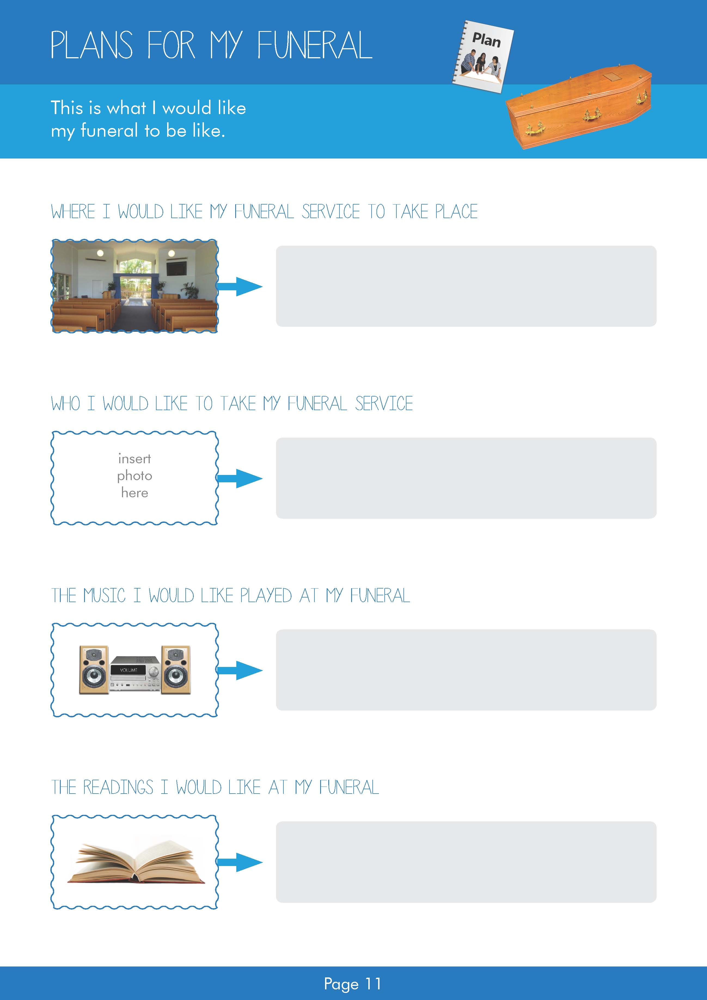 PLANS FOR MY FUNERAL
Plan
This is what I would like
my funeral to be like.
WHERE I WOULD LIKE MY FUNERAL SERVICE TO TAKE PLACE
WHO I WOULD LIKE TO TAKE MY FUNERAL SERVICE
insert
photo
here
THE MUSIC I WOULD LIKE PLAYED AT MY FUNERAL
VOLUME
THE READINGS I WOULD LIKE AT MY FUNERAL
Page 11